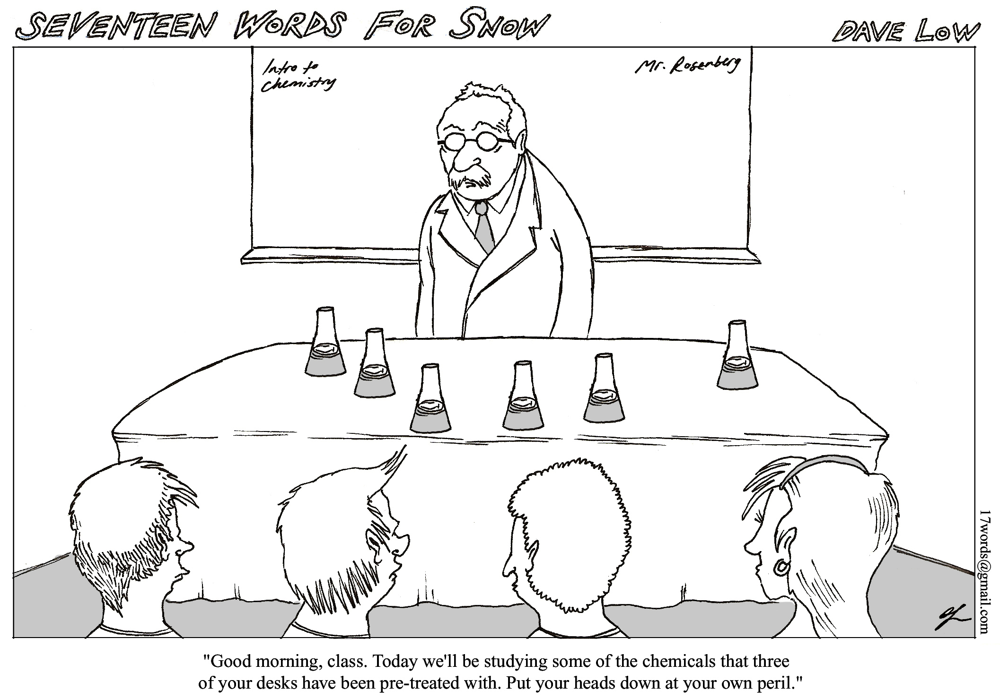 SEVENTEEN WORDS FOR SNOW
DAVE LOW
Intro to
Chemistry
Mr. Rosenberg
17words@gmail.com
"Good morning, class. Today we'll be studying some of the chemicals that three
of your desks have been pre-treated with. Put your heads down at your own peril."